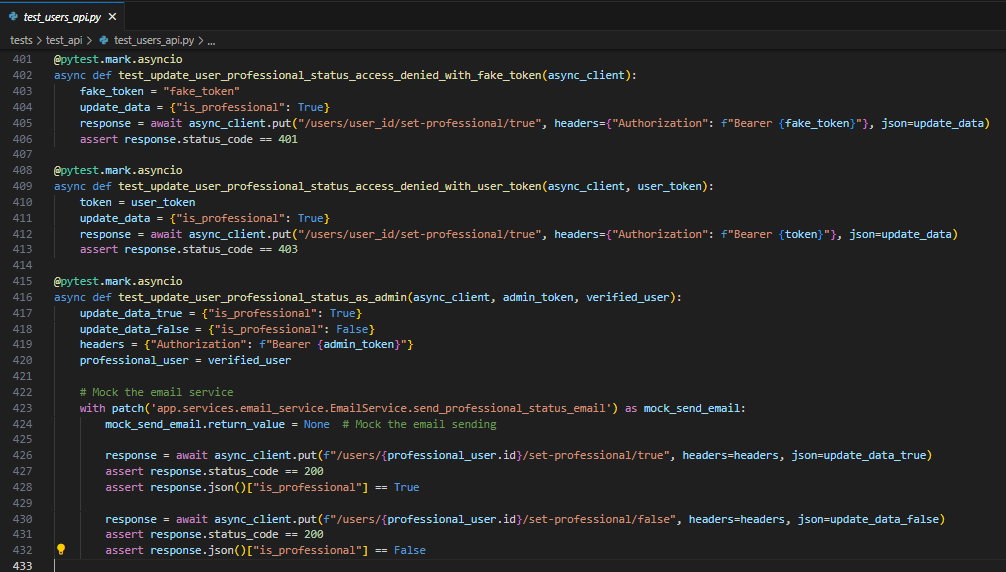 test_users_api.py ×
tests > test_api > test_users_api.py > ...
401 @pytest.mark.asyncio
402 async def test_update_user_professional_status_access_denied_with_fake_token(async_client):
403     fake_token = "fake_token"
404     update_data = {"is_professional": True}
405     response = await async_client.put("/users/user_id/set-professional/true", headers={"Authorization": f"Bearer {fake_token}"}, json=update_data)
406     assert response.status_code == 401
407
408 @pytest.mark.asyncio
409 async def test_update_user_professional_status_access_denied_with_user_token(async_client, user_token):
410     token = user_token
411     update_data = {"is_professional": True}
412     response = await async_client.put("/users/user_id/set-professional/true", headers={"Authorization": f"Bearer {token}"}, json=update_data)
413     assert response.status_code == 403
414
415 @pytest.mark.asyncio
416 async def test_update_user_professional_status_as_admin(async_client, admin_token, verified_user):
417     update_data_true = {"is_professional": True}
418     update_data_false = {"is_professional": False}
419     headers = {"Authorization": f"Bearer {admin_token}"}
420     professional_user = verified_user
421
422     # Mock the email service
423     with patch('app.services.email_service.EmailService.send_professional_status_email') as mock_send_email:
424         mock_send_email.return_value = None  # Mock the email sending
425
426         response = await async_client.put(f"/users/{professional_user.id}/set-professional/true", headers=headers, json=update_data_true)
427         assert response.status_code == 200
428         assert response.json()["is_professional"] == True
429
430         response = await async_client.put(f"/users/{professional_user.id}/set-professional/false", headers=headers, json=update_data_false)
431         assert response.status_code == 200
432         assert response.json()["is_professional"] == False
433